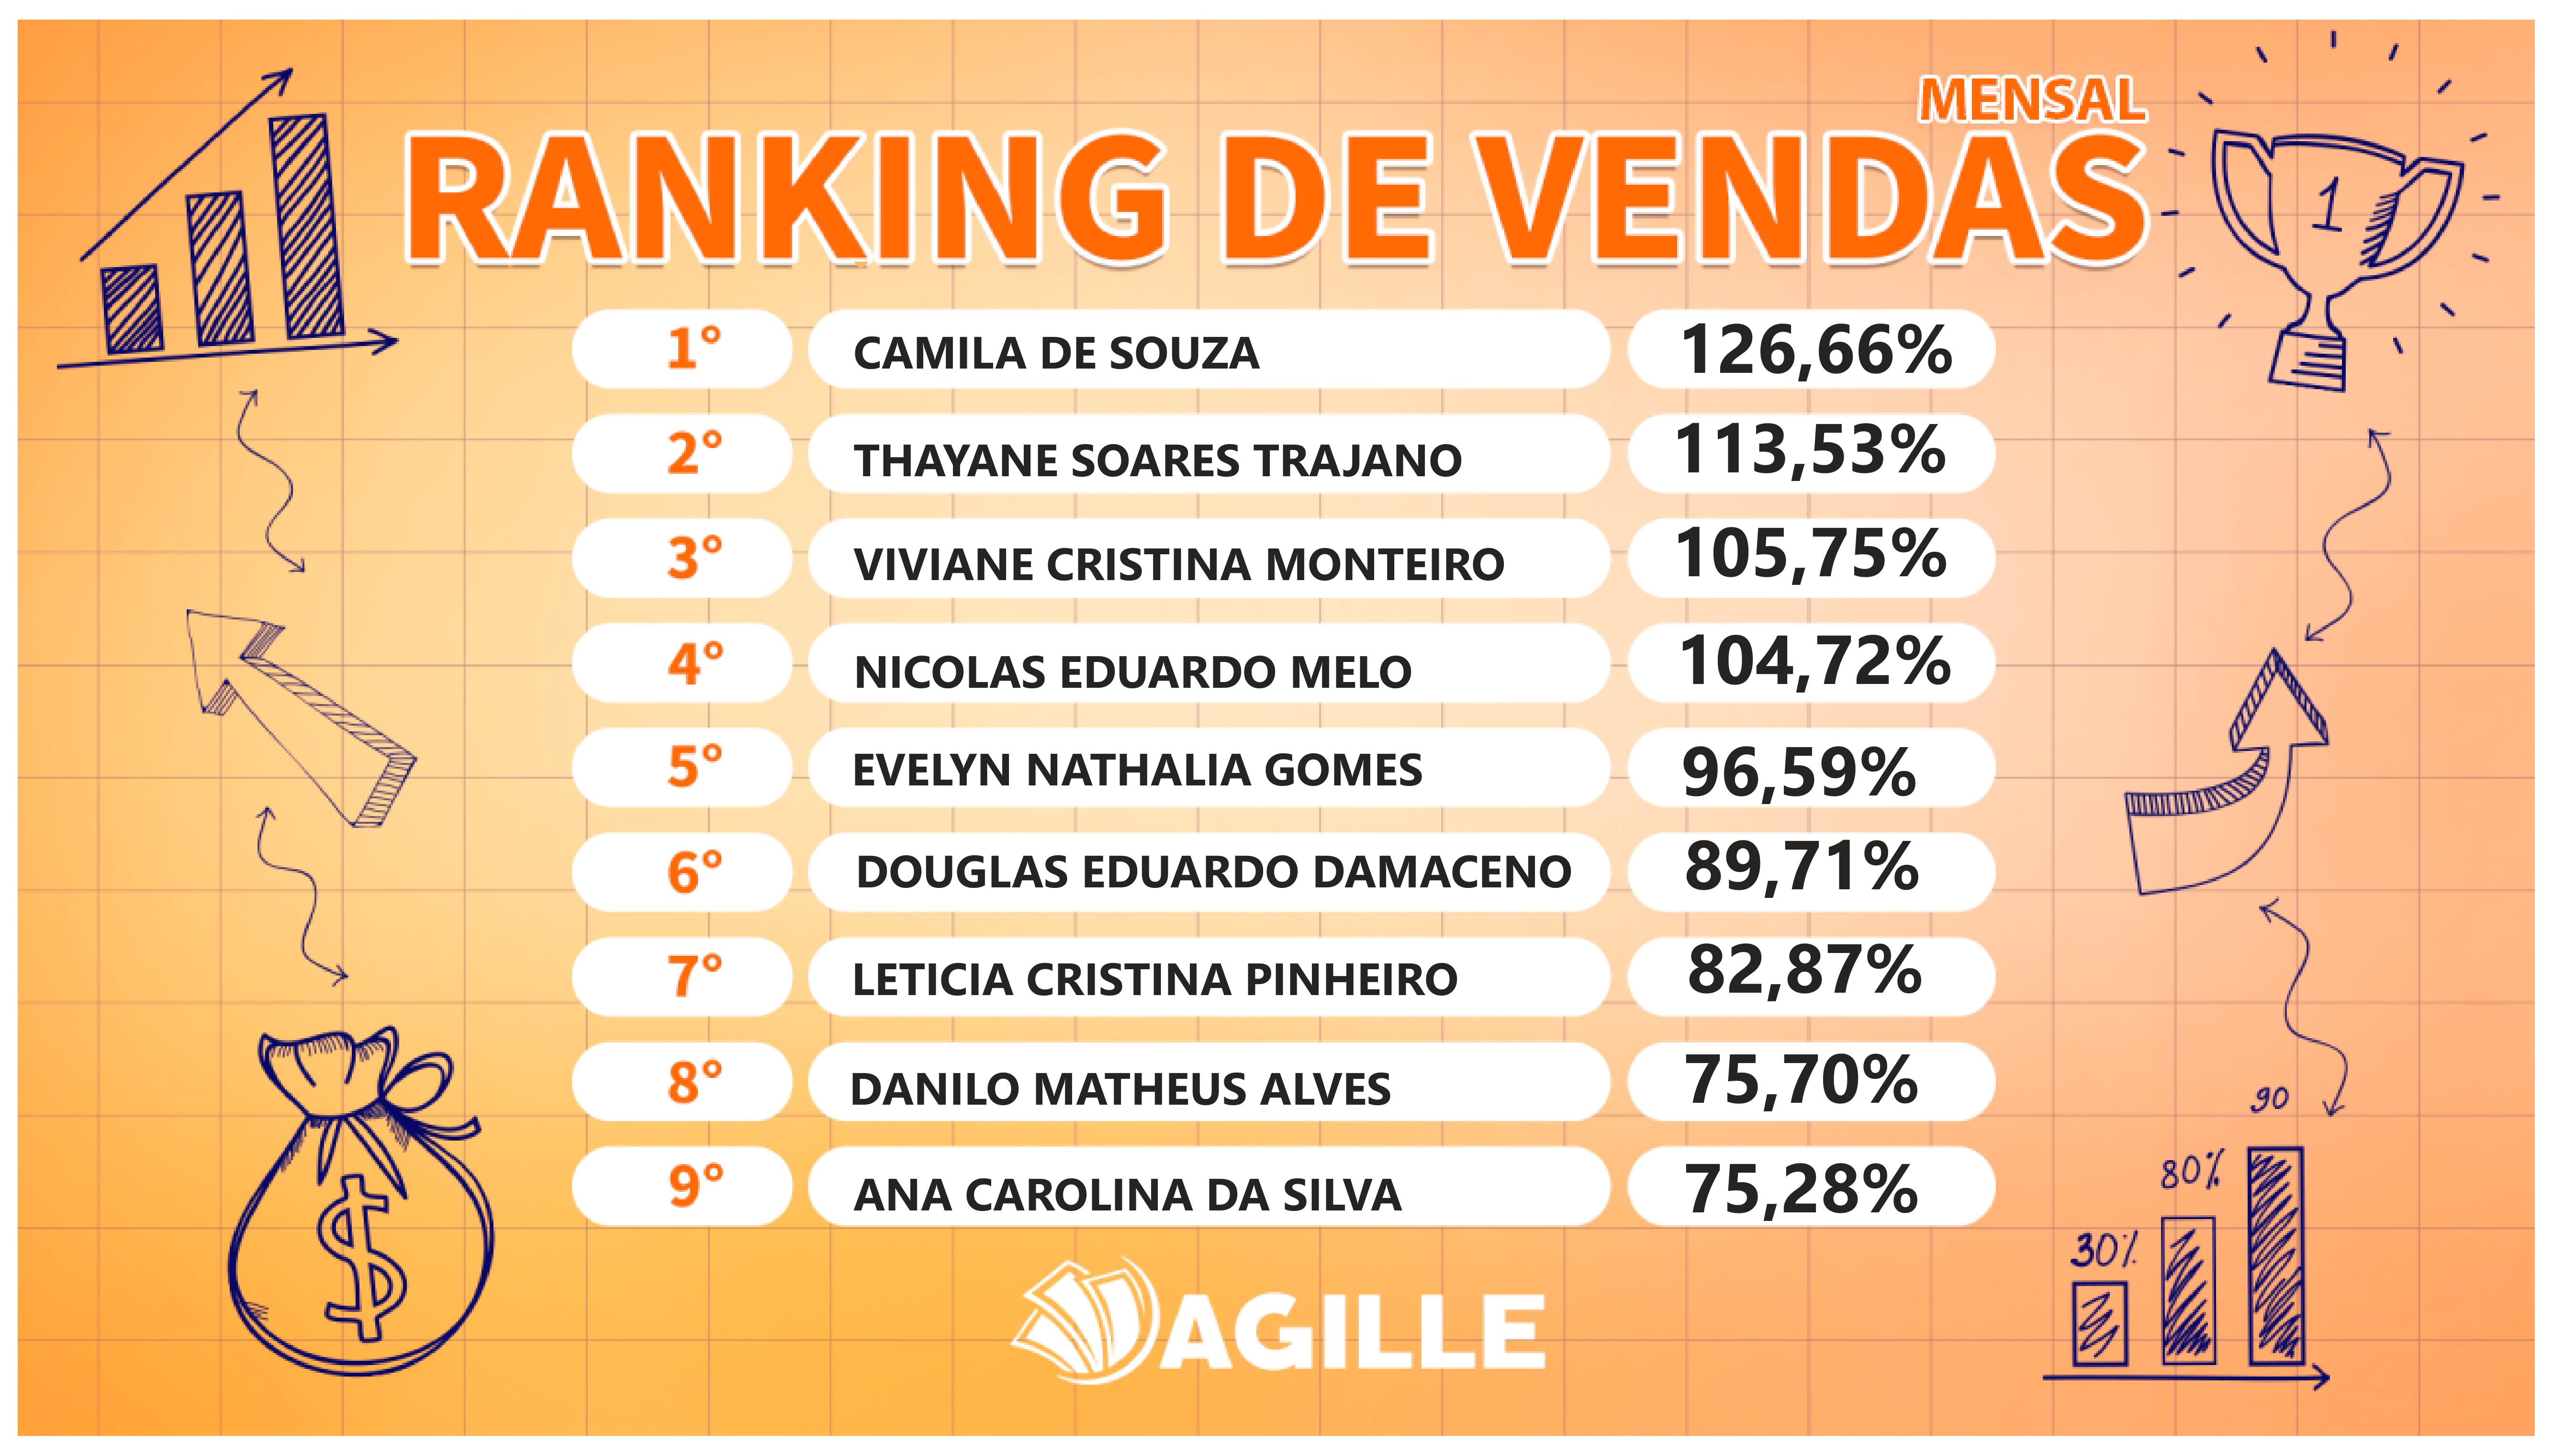 MENSAL
RANKING DE VENDAS
1
1° CAMILA DE SOUZA 126,66%
2° THAYANE SOARES TRAJANO 113,53%
3° VIVIANE CRISTINA MONTEIRO 105,75%
4° NICOLAS EDUARDO MELO 104,72%
5° EVELYN NATHALIA GOMES 96,59%
6° DOUGLAS EDUARDO DAMACENO 89,71%
7° LETICIA CRISTINA PINHEIRO 82,87%
8° DANILO MATHEUS ALVES 75,70%
9° ANA CAROLINA DA SILVA 75,28%
$
30%
80%
90
AGILLE